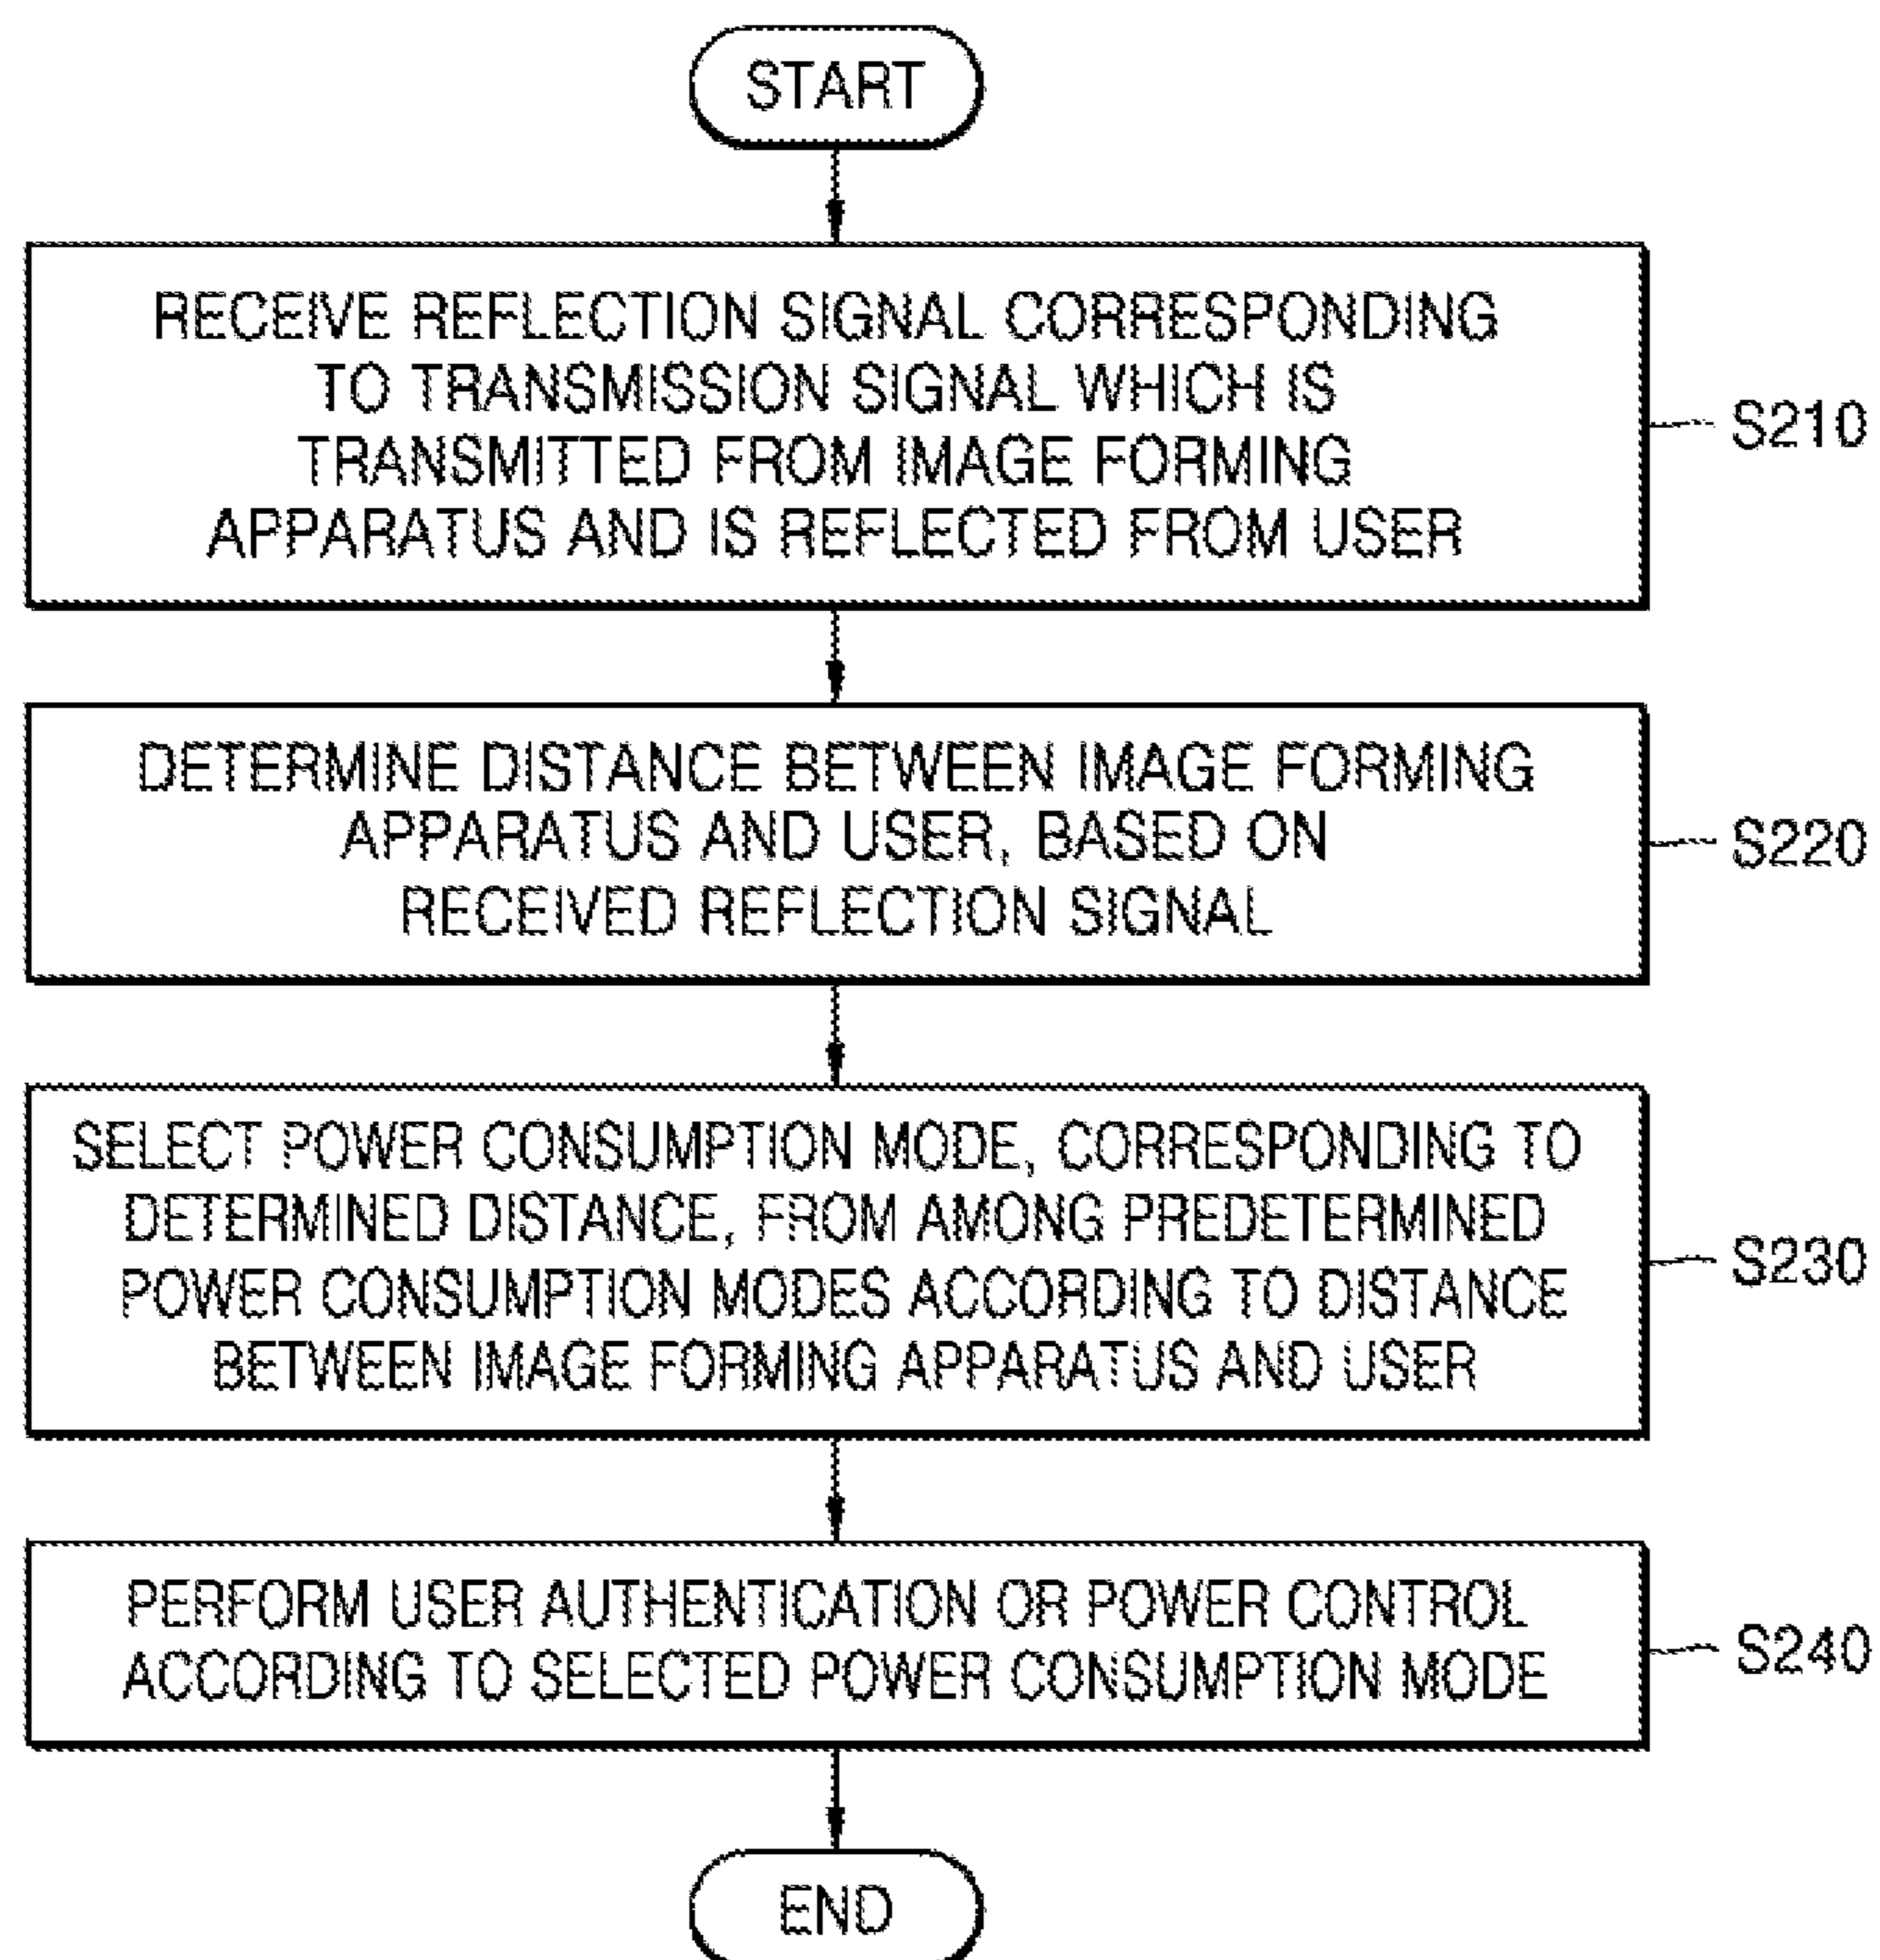 START
RECEIVE REFLECTION SIGNAL CORRESPONDING
TO TRANSMISSION SIGNAL WHICH IS
TRANSMITTED FROM IMAGE FORMING
APPARATUS AND IS REFLECTED FROM USER
S210
DETERMINE DISTANCE BETWEEN IMAGE FORMING
APPARATUS AND USER, BASED ON
RECEIVED REFLECTION SIGNAL
S220
SELECT POWER CONSUMPTION MODE, CORRESPONDING TO
DETERMINED DISTANCE, FROM AMONG PREDETERMINED
POWER CONSUMPTION MODES ACCORDING TO DISTANCE
BETWEEN IMAGE FORMING APPARATUS AND USER
S230
PERFORM USER AUTHENTICATION OR POWER CONTROL
ACCORDING TO SELECTED POWER CONSUMPTION MODE
S240
END